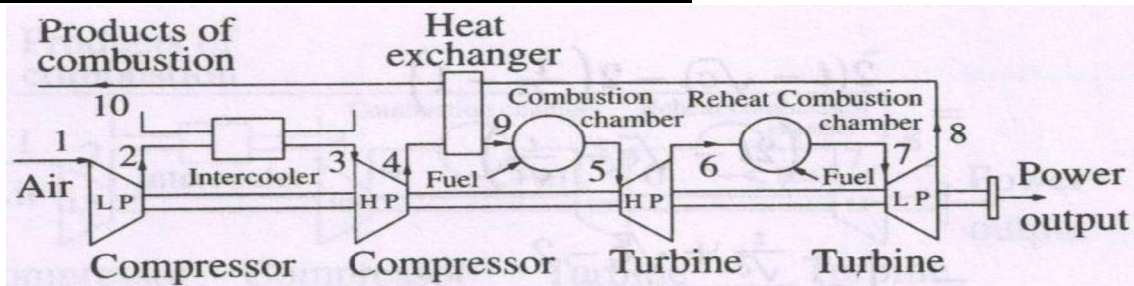 Products of
combustion
Heat
exchanger
Combustion
chamber
Reheat Combustion
chamber
10
9
8
1
2
Intercooler
3
4
Fuel
5
6
Fuel
7
Air
L P
H P
H P
L P
Power
output
Compressor
Compressor
Turbine
Turbine